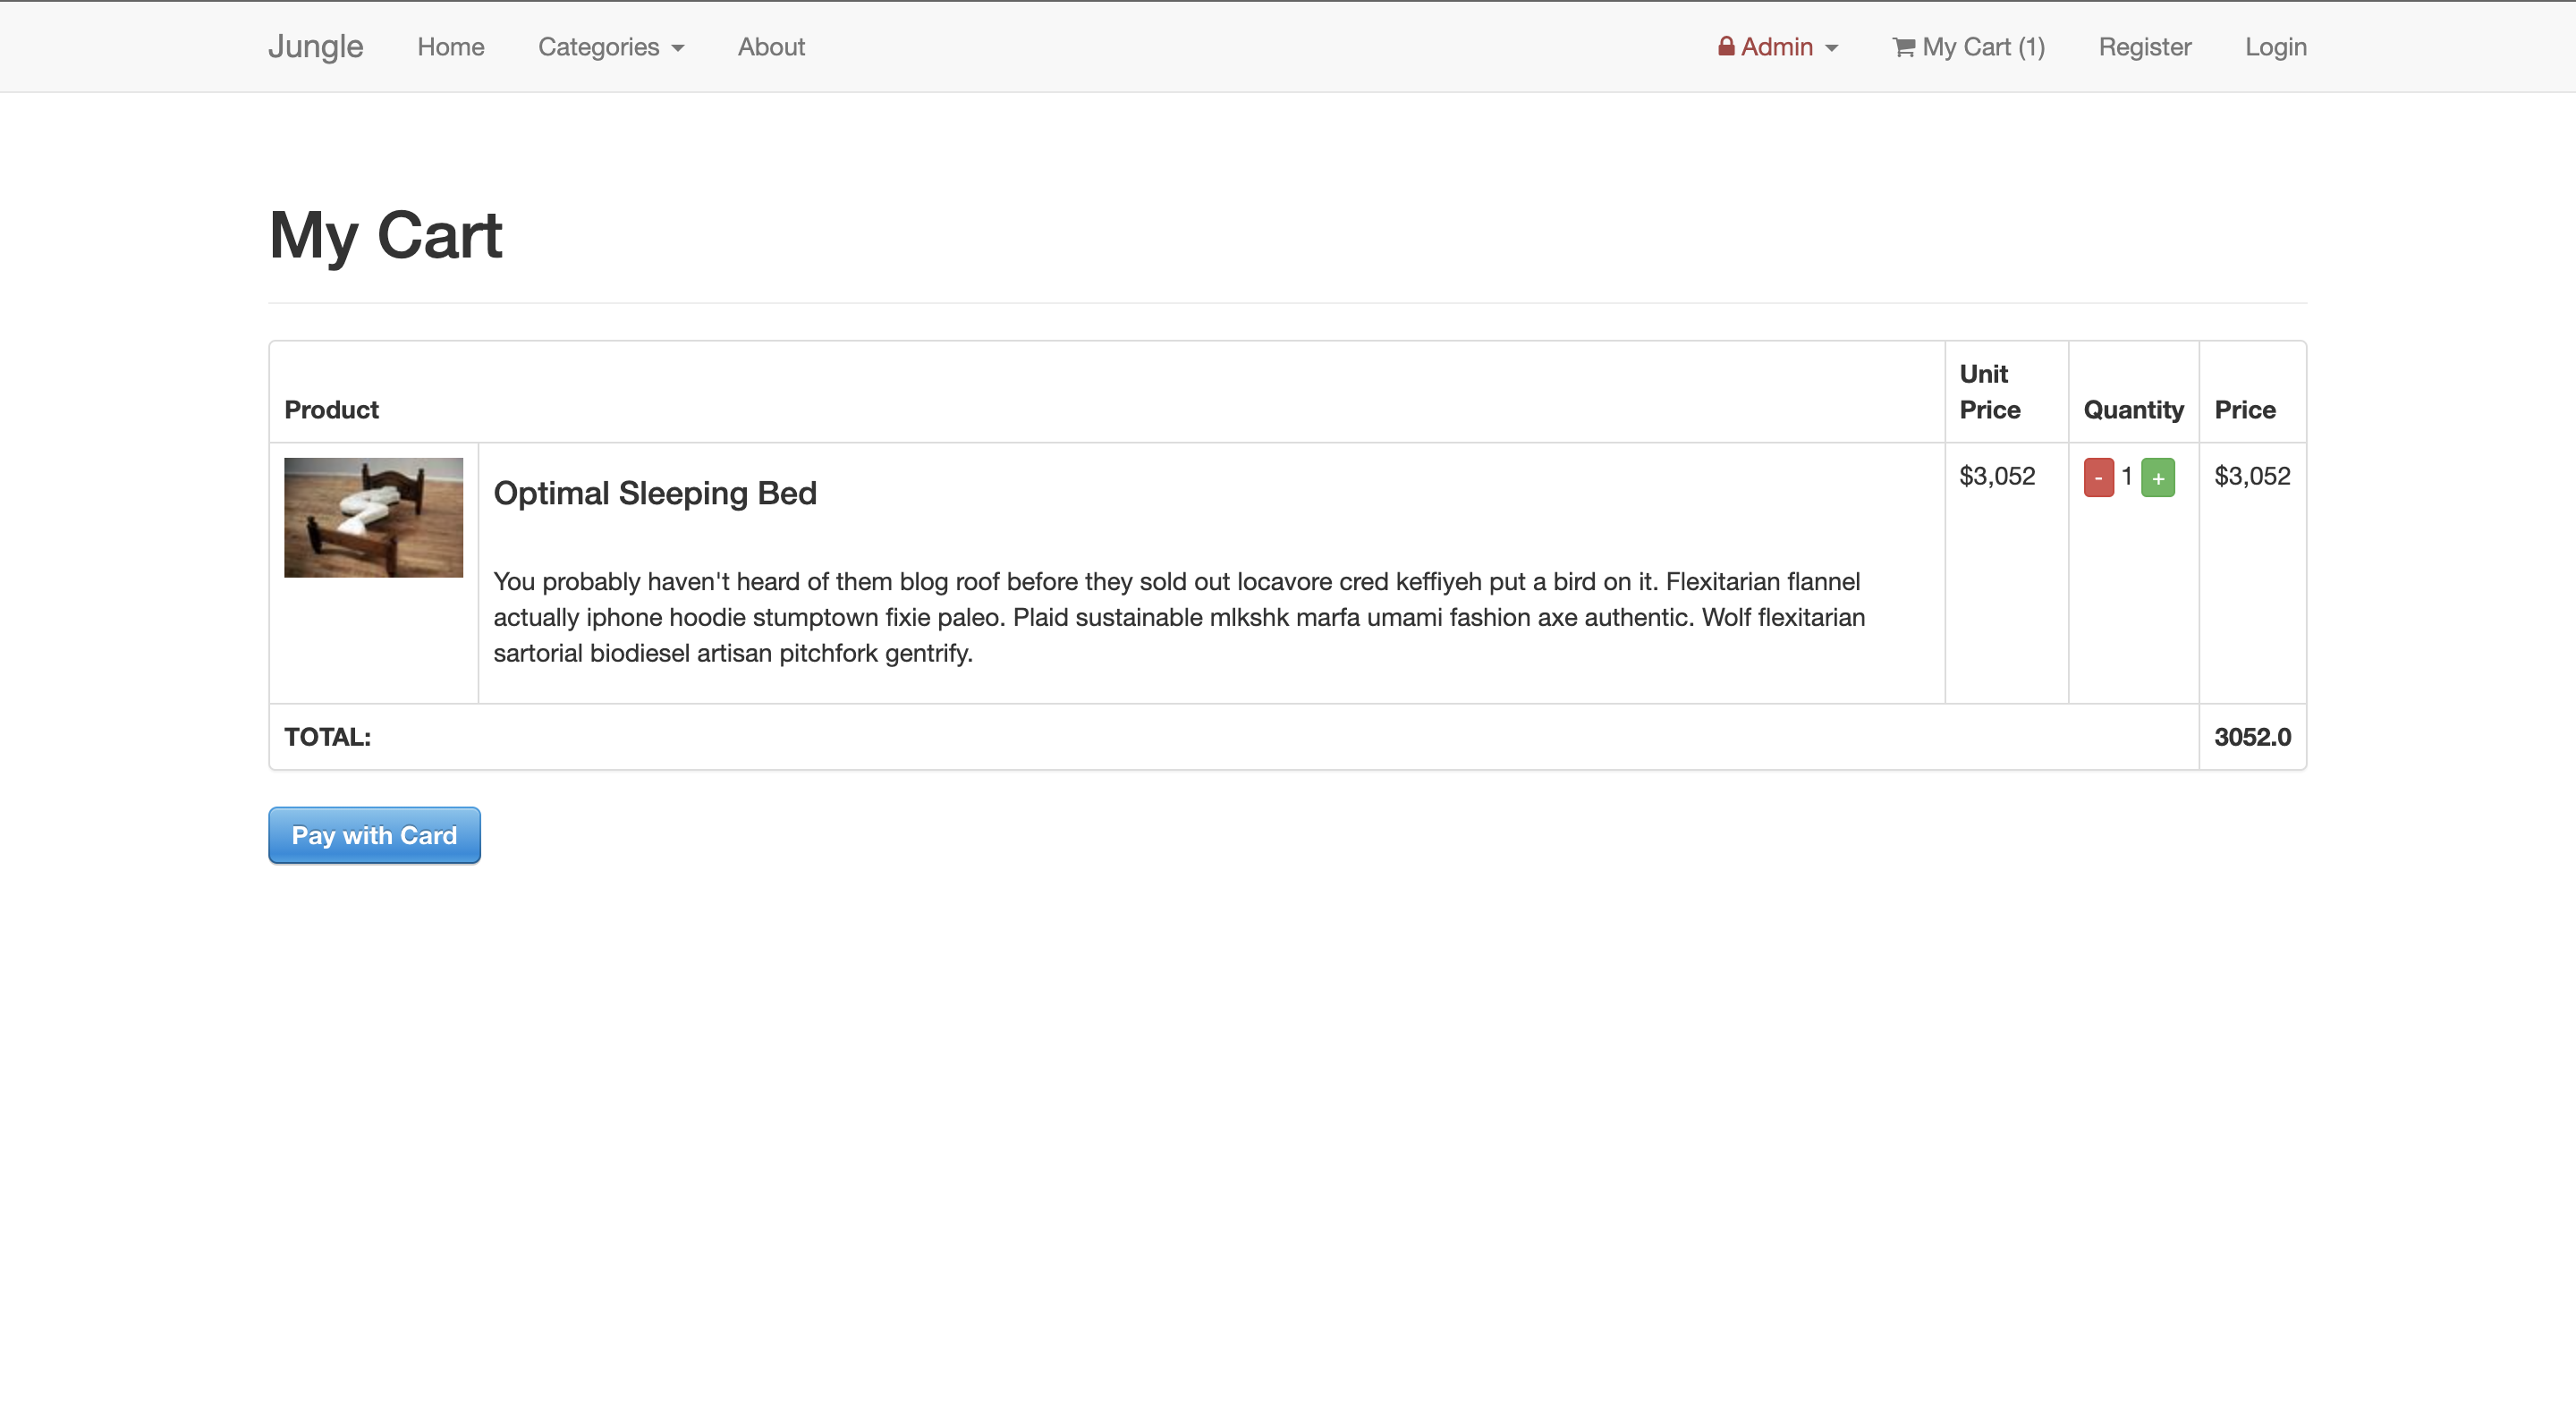 Jungle Home Categories About Admin My Cart (1) Register Login
My Cart
Product Unit Price Quantity Price
Optimal Sleeping Bed $3,052 - 1 + $3,052
You probably haven't heard of them blog roof before they sold out locavore cred keffiyeh put a bird on it. Flexitarian flannel
actually iphone hoodie stumptown fixie paleo. Plaid sustainable mlkshk marfa umami fashion axe authentic. Wolf flexitarian
sartorial biodiesel artisan pitchfork gentrify.
TOTAL: 3052.0
Pay with Card